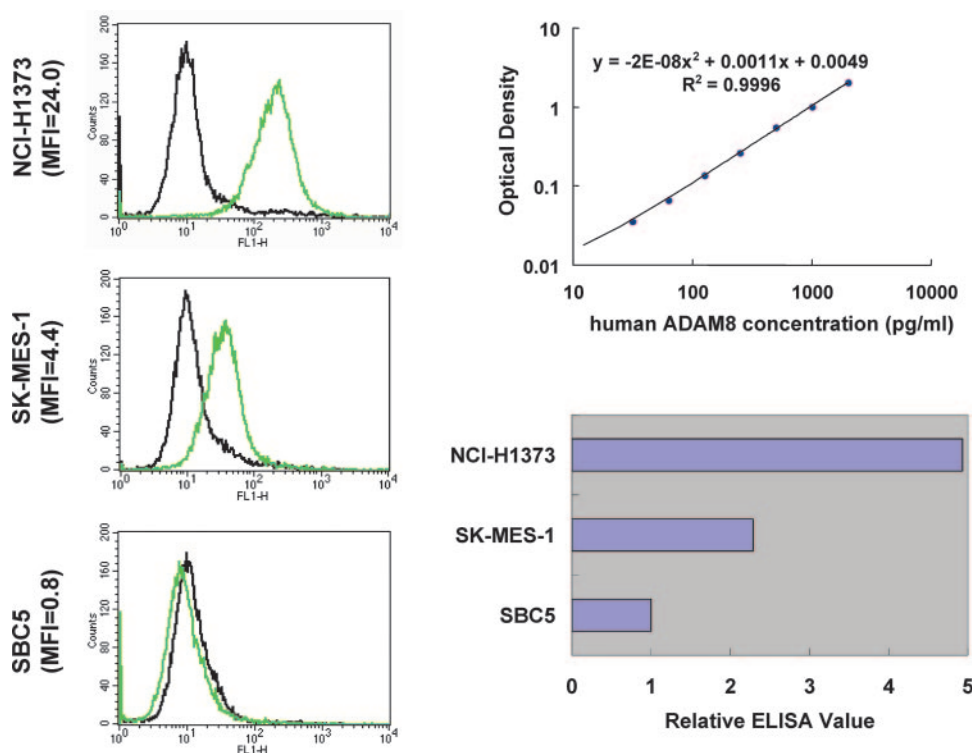 NCI-H1373
(MFI=24.0)
Counts
0 40 80 120 160 200
10^0 10^1 10^2 10^3 10^4
FL1-H
SK-MES-1
(MFI=4.4)
Counts
0 40 80 120 160 200
10^0 10^1 10^2 10^3 10^4
FL1-H
SBC5
(MFI=0.8)
Counts
0 40 80 120 160 200
10^0 10^1 10^2 10^3 10^4
FL1-H
y = -2E-08x² + 0.0011x + 0.0049
R² = 0.9996
Optical Density
10
1
0.1
0.01
10 100 1000 10000
human ADAM8 concentration (pg/ml)
NCI-H1373
SK-MES-1
SBC5
0 1 2 3 4 5
Relative ELISA Value